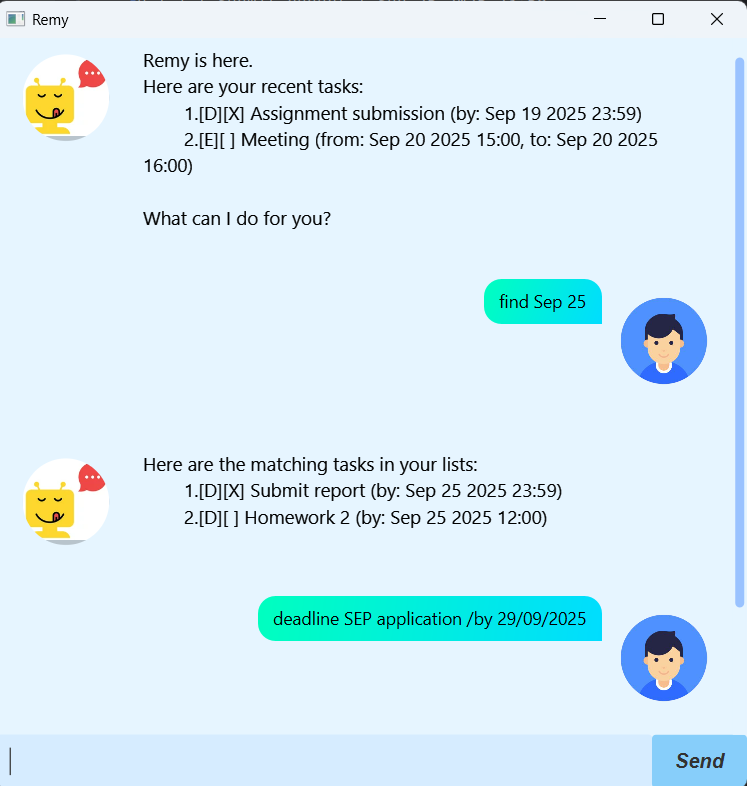 Remy
Remy is here.
Here are your recent tasks:
1.[D][X] Assignment submission (by: Sep 19 2025 23:59)
2.[E][ ] Meeting (from: Sep 20 2025 15:00, to: Sep 20 2025
16:00)
What can I do for you?
find Sep 25
Here are the matching tasks in your lists:
1.[D][X] Submit report (by: Sep 25 2025 23:59)
2.[D][ ] Homework 2 (by: Sep 25 2025 12:00)
deadline SEP application /by 29/09/2025
Send